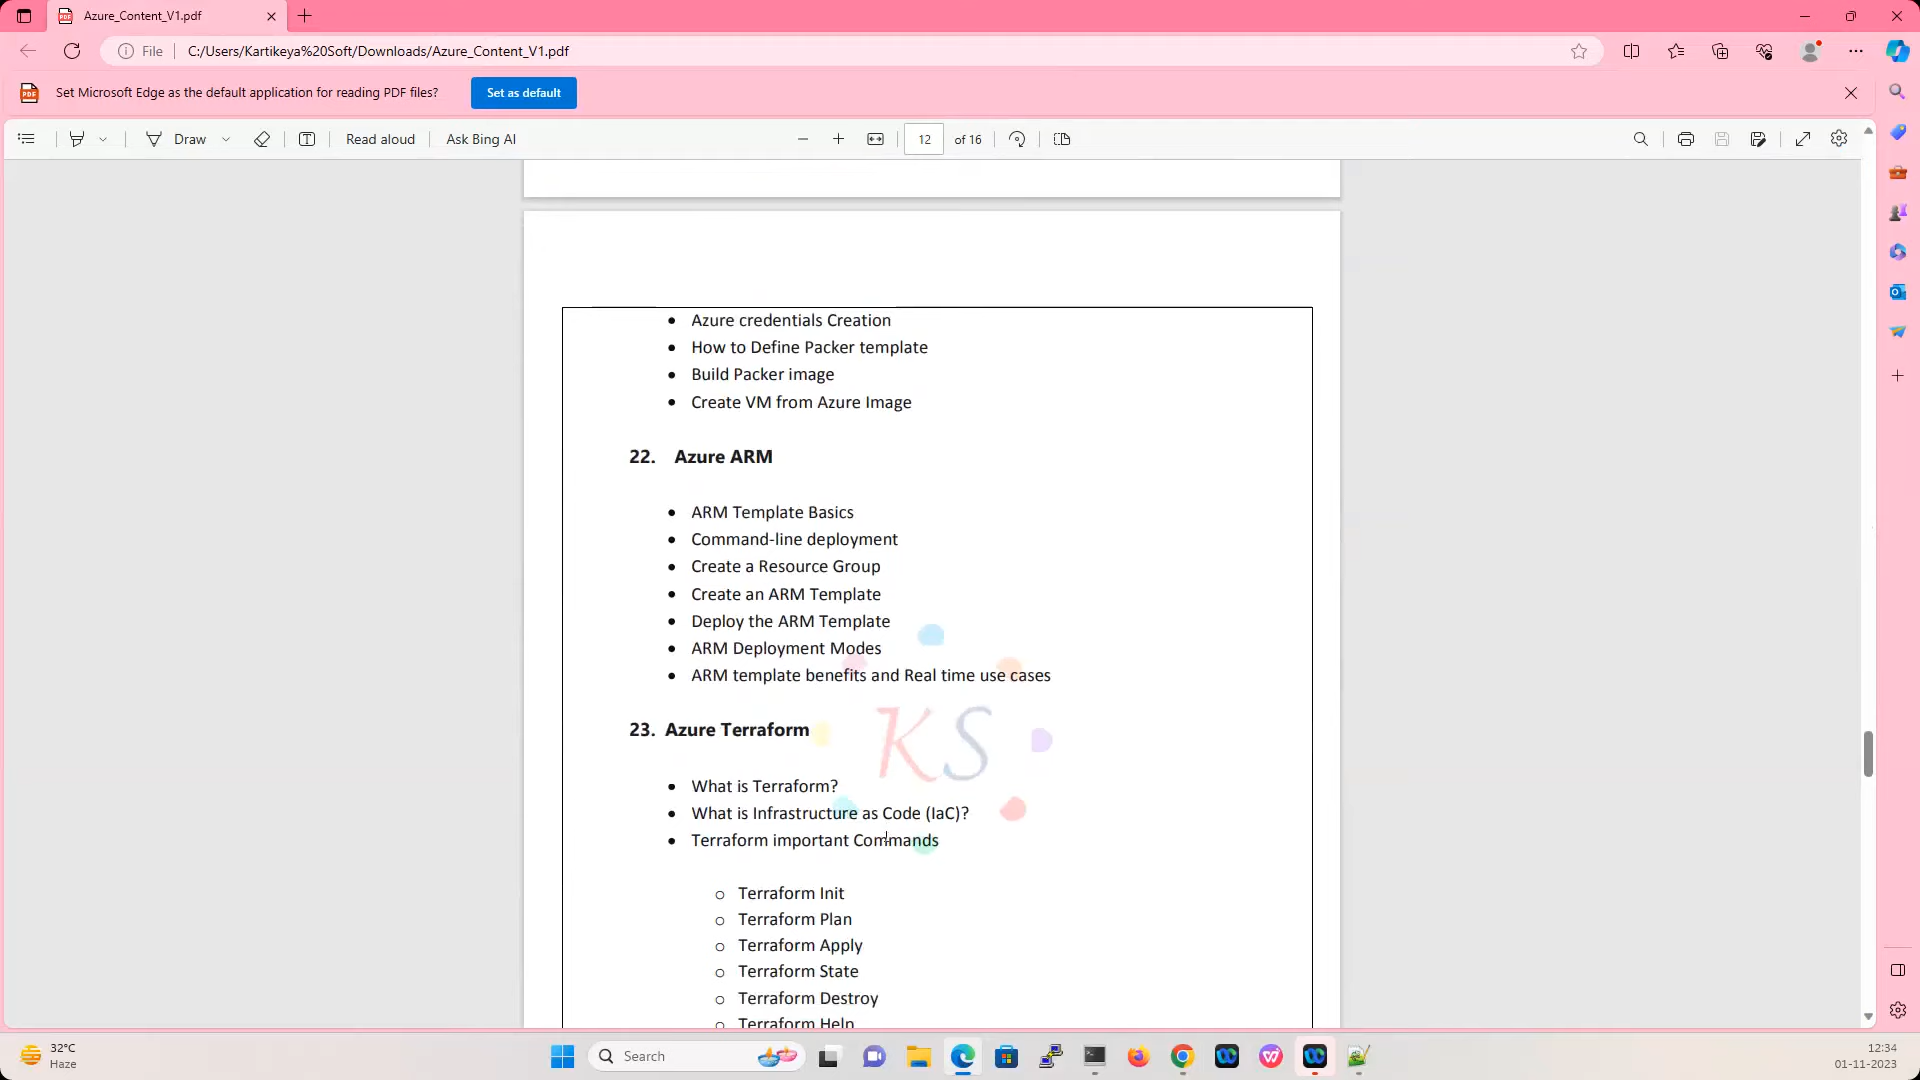 Azure_Content_V1.pdf
File C:/Users/Kartikeya%20Soft/Downloads/Azure_Content_V1.pdf
PDF Set Microsoft Edge as the default application for reading PDF files? Set as default
Draw Read aloud Ask Bing AI 12 of 16
• Azure credentials Creation
• How to Define Packer template
• Build Packer image
• Create VM from Azure Image
22. Azure ARM
• ARM Template Basics
• Command-line deployment
• Create a Resource Group
• Create an ARM Template
• Deploy the ARM Template
• ARM Deployment Modes
• ARM template benefits and Real time use cases
23. Azure Terraform
KS
• What is Terraform?
• What is Infrastructure as Code (IaC)?
• Terraform important Commands
o Terraform Init
o Terraform Plan
o Terraform Apply
o Terraform State
o Terraform Destroy
o Terraform Help
32°C
Haze
Search
12:34
01-11-2023